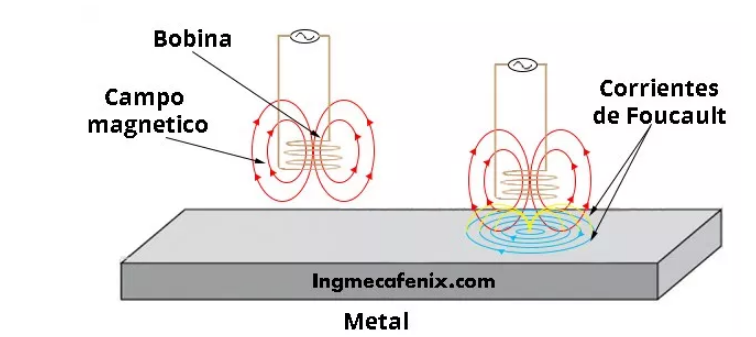 Bobina
Campo
magnetico
Corrientes
de Foucault
Ingmecafenix.com
Metal